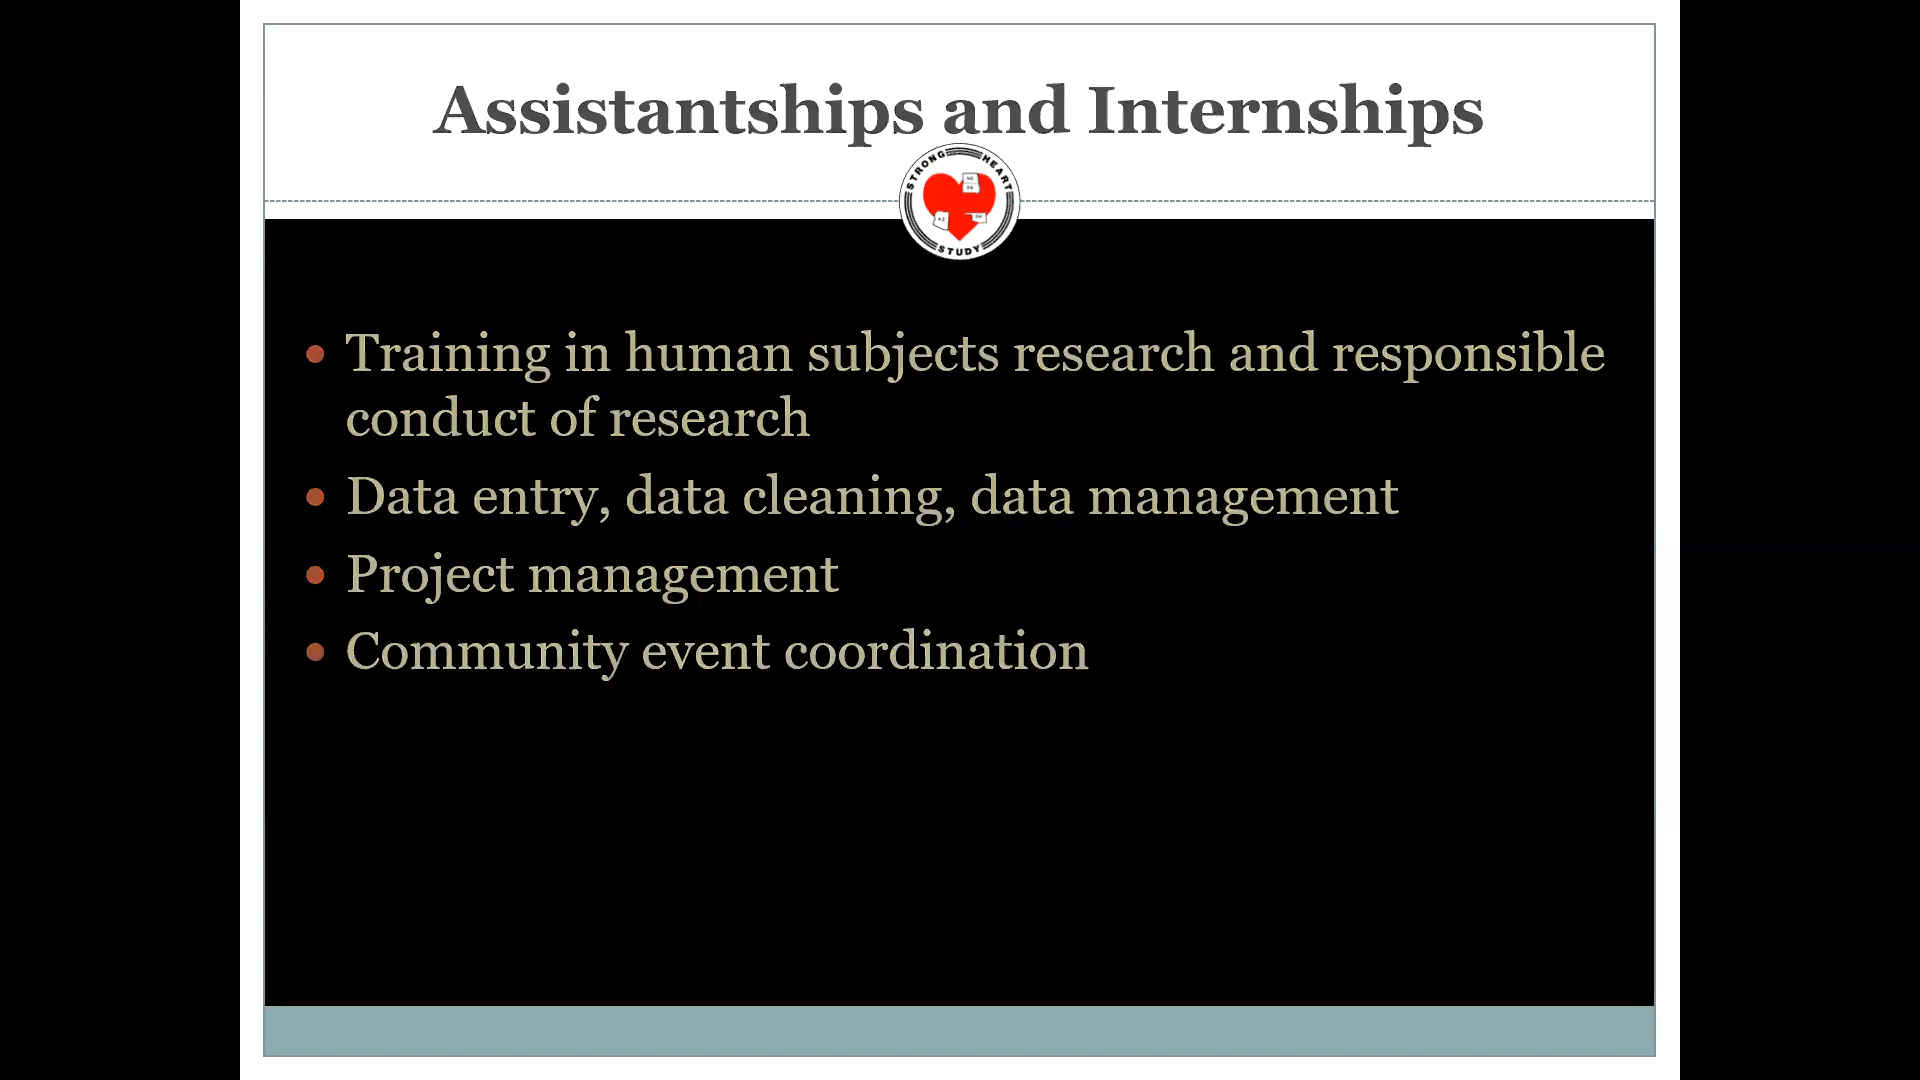 Assistantships and Internships
STRONG HEART
STUDY
• Training in human subjects research and responsible
conduct of research
• Data entry, data cleaning, data management
• Project management
• Community event coordination